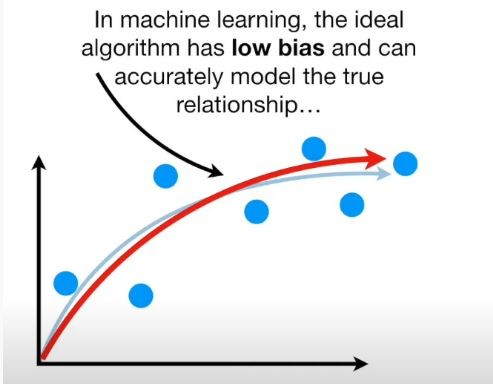 In machine learning, the ideal
algorithm has low bias and can
accurately model the true
relationship...